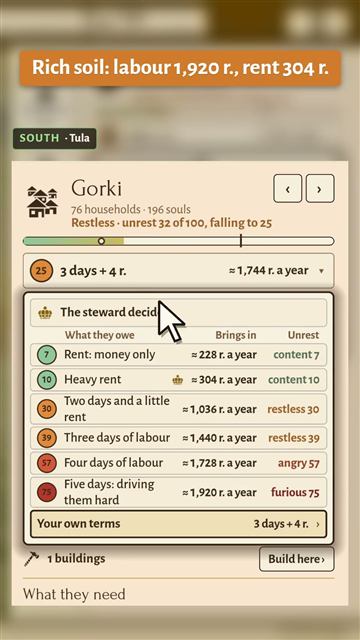 Rich soil: labour 1,920 r., rent 304 r.
SOUTH · Tula
Gorki
76 households · 196 souls
Restless · unrest 32 of 100, falling to 25
25 3 days + 4 r. ≈ 1,744 r. a year
The steward decid
What they owe Brings in Unrest
7 Rent: money only ≈ 228 r. a year content 7
10 Heavy rent ≈ 304 r. a year content 10
30 Two days and a little rent ≈ 1,036 r. a year restless 30
39 Three days of labour ≈ 1,440 r. a year restless 39
57 Four days of labour ≈ 1,728 r. a year angry 57
75 Five days: driving them hard ≈ 1,920 r. a year furious 75
Your own terms 3 days + 4 r. ›
1 buildings Build here ›
What they need